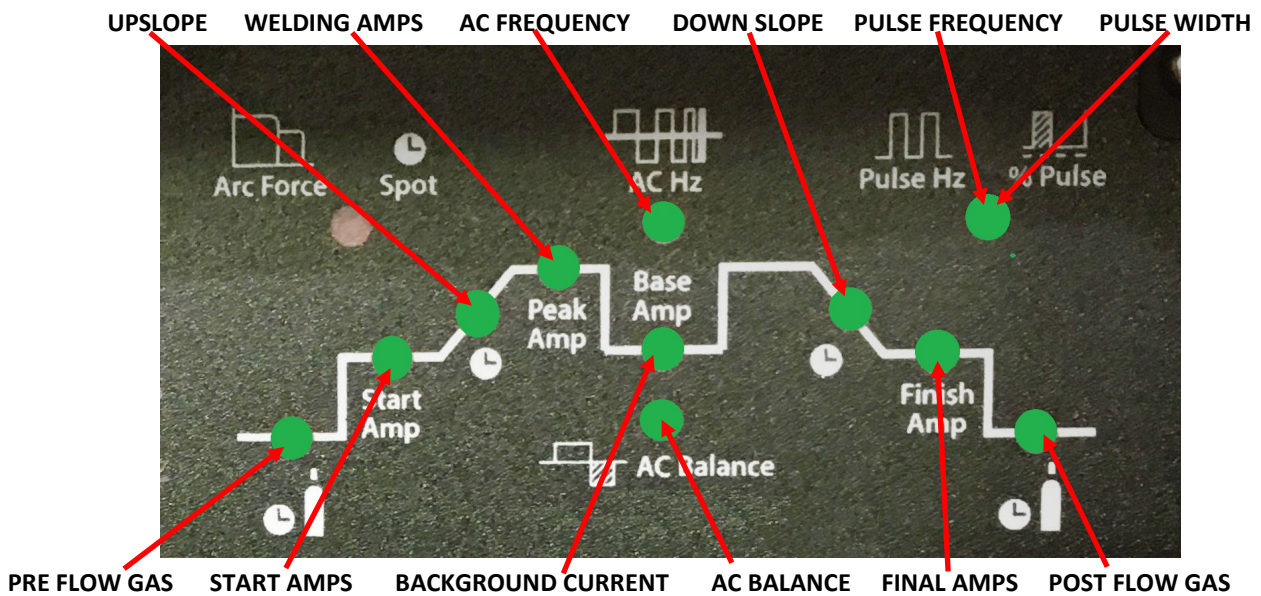 UPSLOPE WELDING AMPS AC FREQUENCY DOWN SLOPE PULSE FREQUENCY PULSE WIDTH
Arc Force Spot AC Hz Pulse Hz % Pulse
Base
Amp
Peak
Amp
Start
Amp
Finish
Amp
AC Balance
PRE FLOW GAS START AMPS BACKGROUND CURRENT AC BALANCE FINAL AMPS POST FLOW GAS